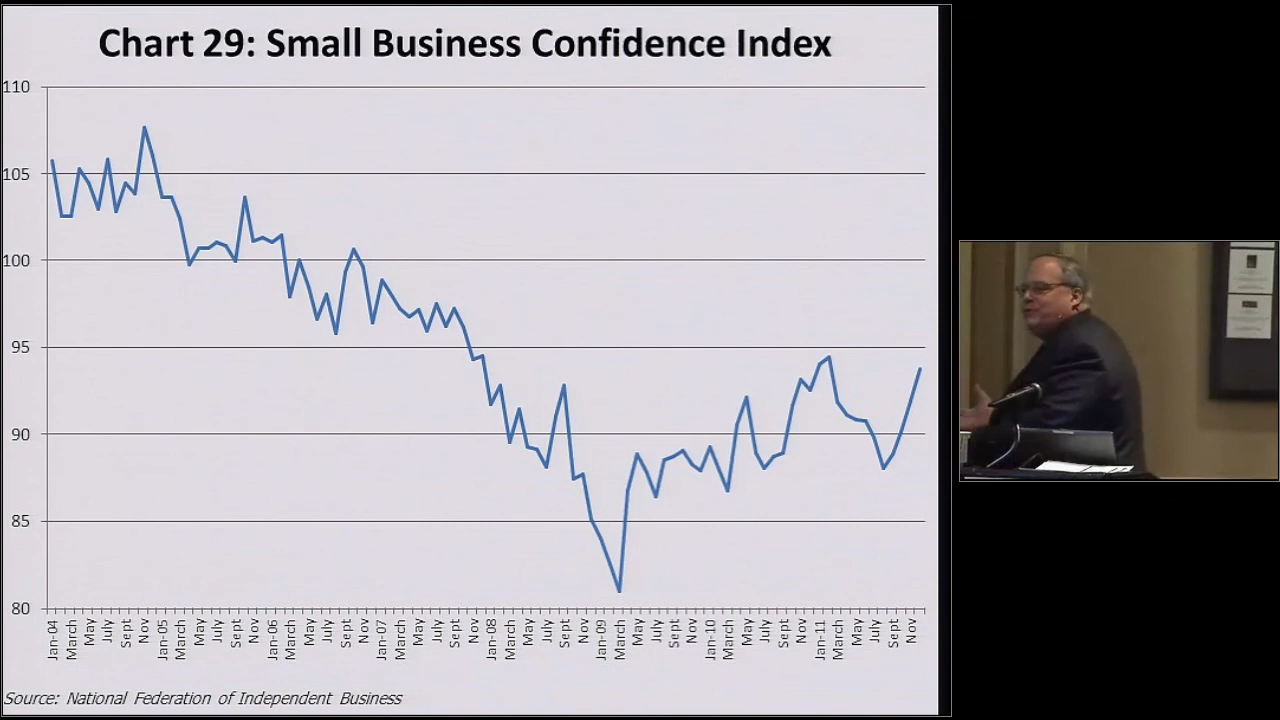 Chart 29: Small Business Confidence Index
110
105
100
95
90
85
80
Jan-04 March May July Sept Nov Jan-05 March May July Sept Nov Jan-06 March May July Sept Nov Jan-07 March May July Sept Nov Jan-08 March May July Sept Nov Jan-09 March May July Sept Nov Jan-10 March May July Sept Nov Jan-11 March May July Sept Nov
Source: National Federation of Independent Business